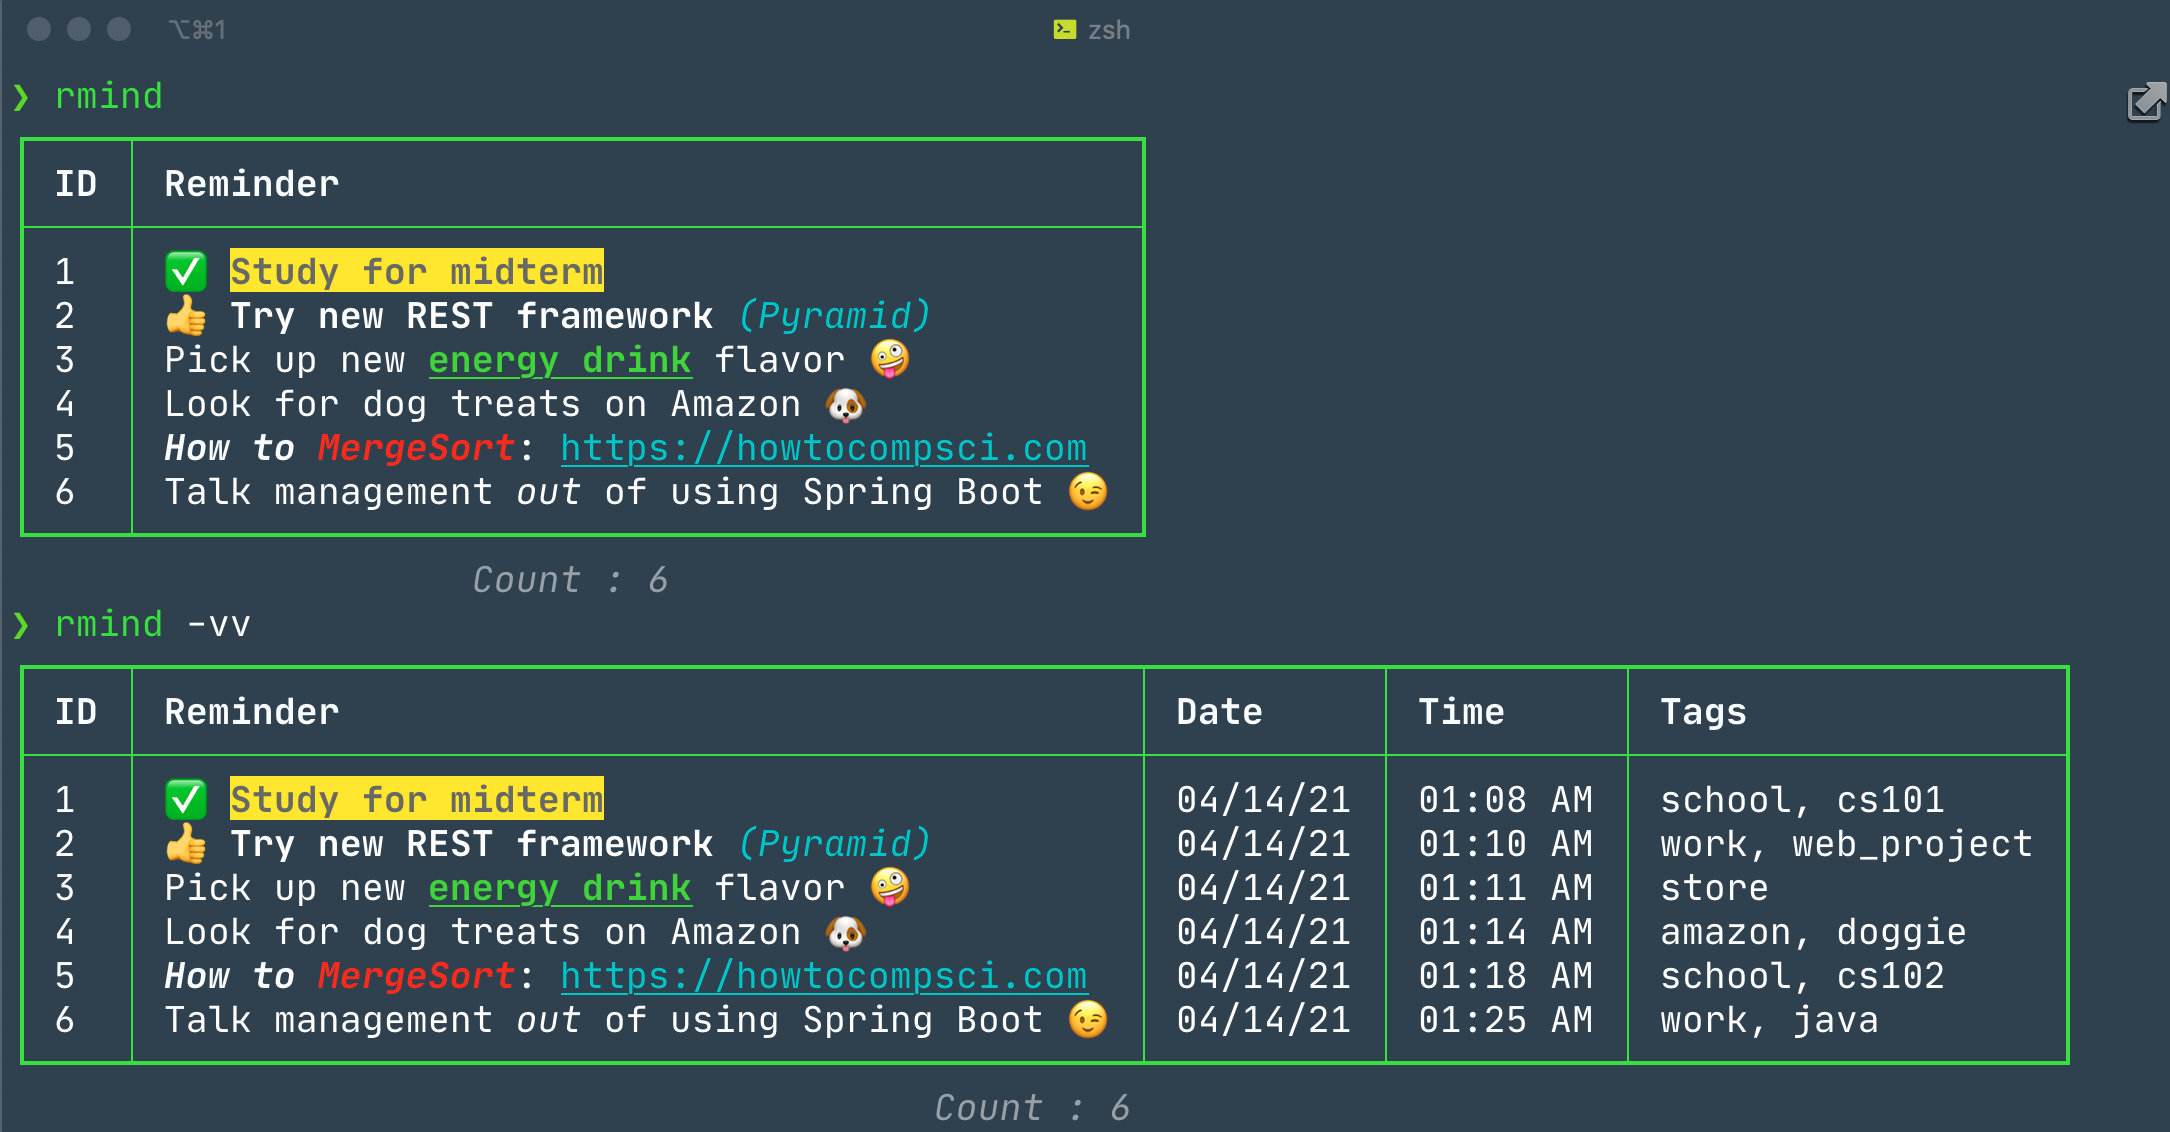 ⌥⌘1 zsh
❯ rmind
ID Reminder
1 ✅ Study for midterm
2 👍 Try new REST framework (Pyramid)
3 Pick up new energy drink flavor 🤪
4 Look for dog treats on Amazon 🐶
5 How to MergeSort: https://howtocompsci.com
6 Talk management out of using Spring Boot 😉
Count : 6
❯ rmind -vv
ID Reminder Date Time Tags
1 ✅ Study for midterm 04/14/21 01:08 AM school, cs101
2 👍 Try new REST framework (Pyramid) 04/14/21 01:10 AM work, web_project
3 Pick up new energy drink flavor 🤪 04/14/21 01:11 AM store
4 Look for dog treats on Amazon 🐶 04/14/21 01:14 AM amazon, doggie
5 How to MergeSort: https://howtocompsci.com 04/14/21 01:18 AM school, cs102
6 Talk management out of using Spring Boot 😉 04/14/21 01:25 AM work, java
Count : 6